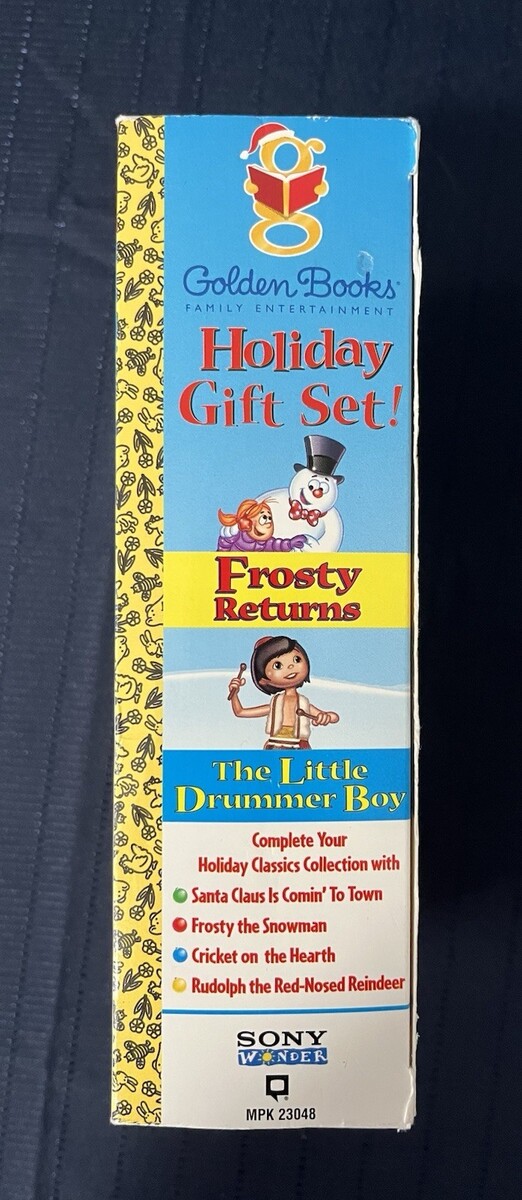 g
g
Golden Books®
FAMILY ENTERTAINMENT
Holiday
Gift Set!
Frosty
Returns
The Little
Drummer Boy
Complete Your
Holiday Classics Collection with
Santa Claus Is Comin' To Town
Frosty the Snowman
Cricket on the Hearth
Rudolph the Red-Nosed Reindeer
SONY
WONDER
®
MPK 23048